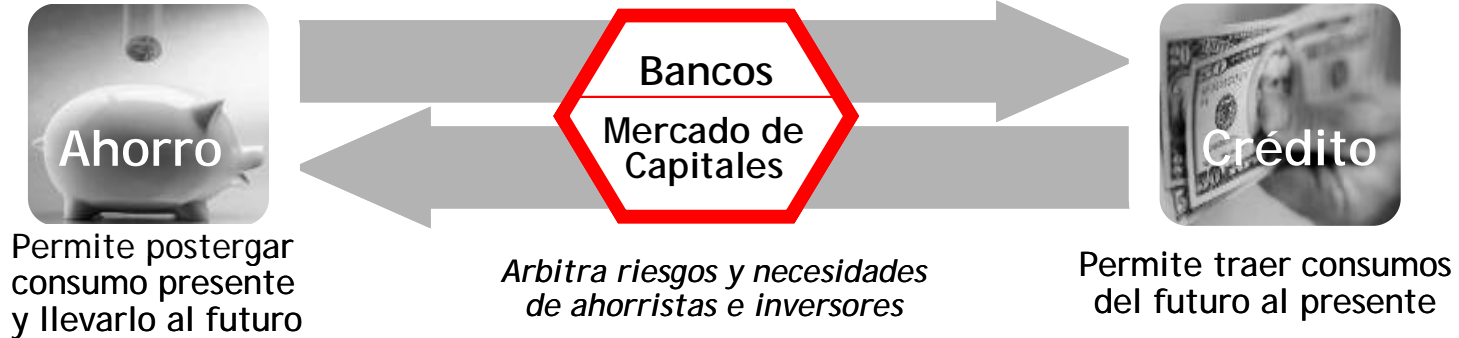 Ahorro
Permite postergar
consumo presente
y llevarlo al futuro
Bancos
Mercado de
Capitales
Arbitra riesgos y necesidades
de ahorristas e inversores
Crédito
Permite traer consumos
del futuro al presente